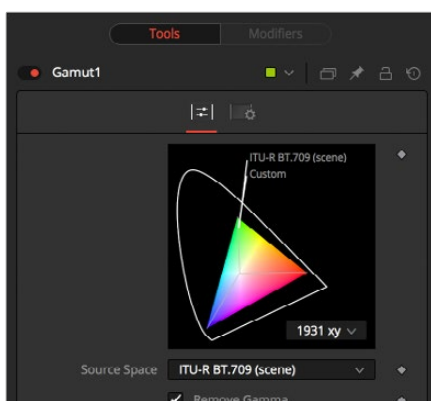 Tools Modifiers
Gamut1
ITU-R BT.709 (scene)
Custom
1931 xy
Source Space ITU-R BT.709 (scene)
Remove Gamma